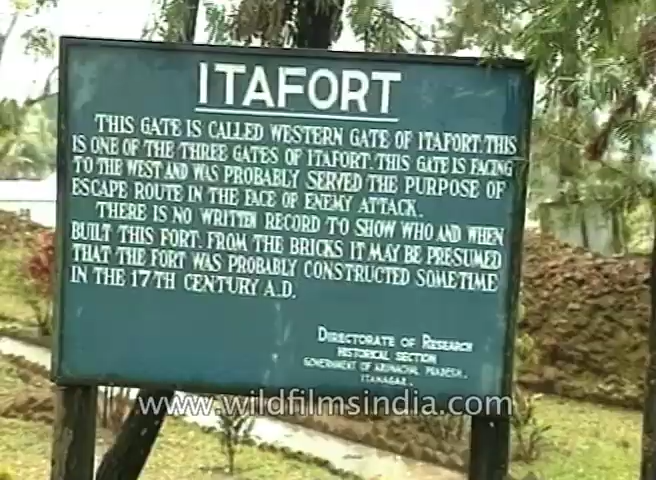 ITAFORT
THIS GATE IS CALLED WESTERN GATE OF ITAFORT. THIS
IS ONE OF THE THREE GATES OF ITAFORT. THIS GATE IS FACING
TO THE WEST AND WAS PROBABLY SERVED THE PURPOSE OF
ESCAPE ROUTE IN THE FACE OF ENEMY ATTACK.
THERE IS NO WRITTEN RECORD TO SHOW WHO AND WHEN
BUILT THIS FORT. FROM THE BRICKS IT MAY BE PRESUMED
THAT THE FORT WAS PROBABLY CONSTRUCTED SOMETIME
IN THE 17TH CENTURY A.D.
DIRECTORATE OF RESEARCH
HISTORICAL SECTION
GOVERNMENT OF ARUNACHAL PRADESH.
ITANAGAR.
www.wildfilmsindia.com